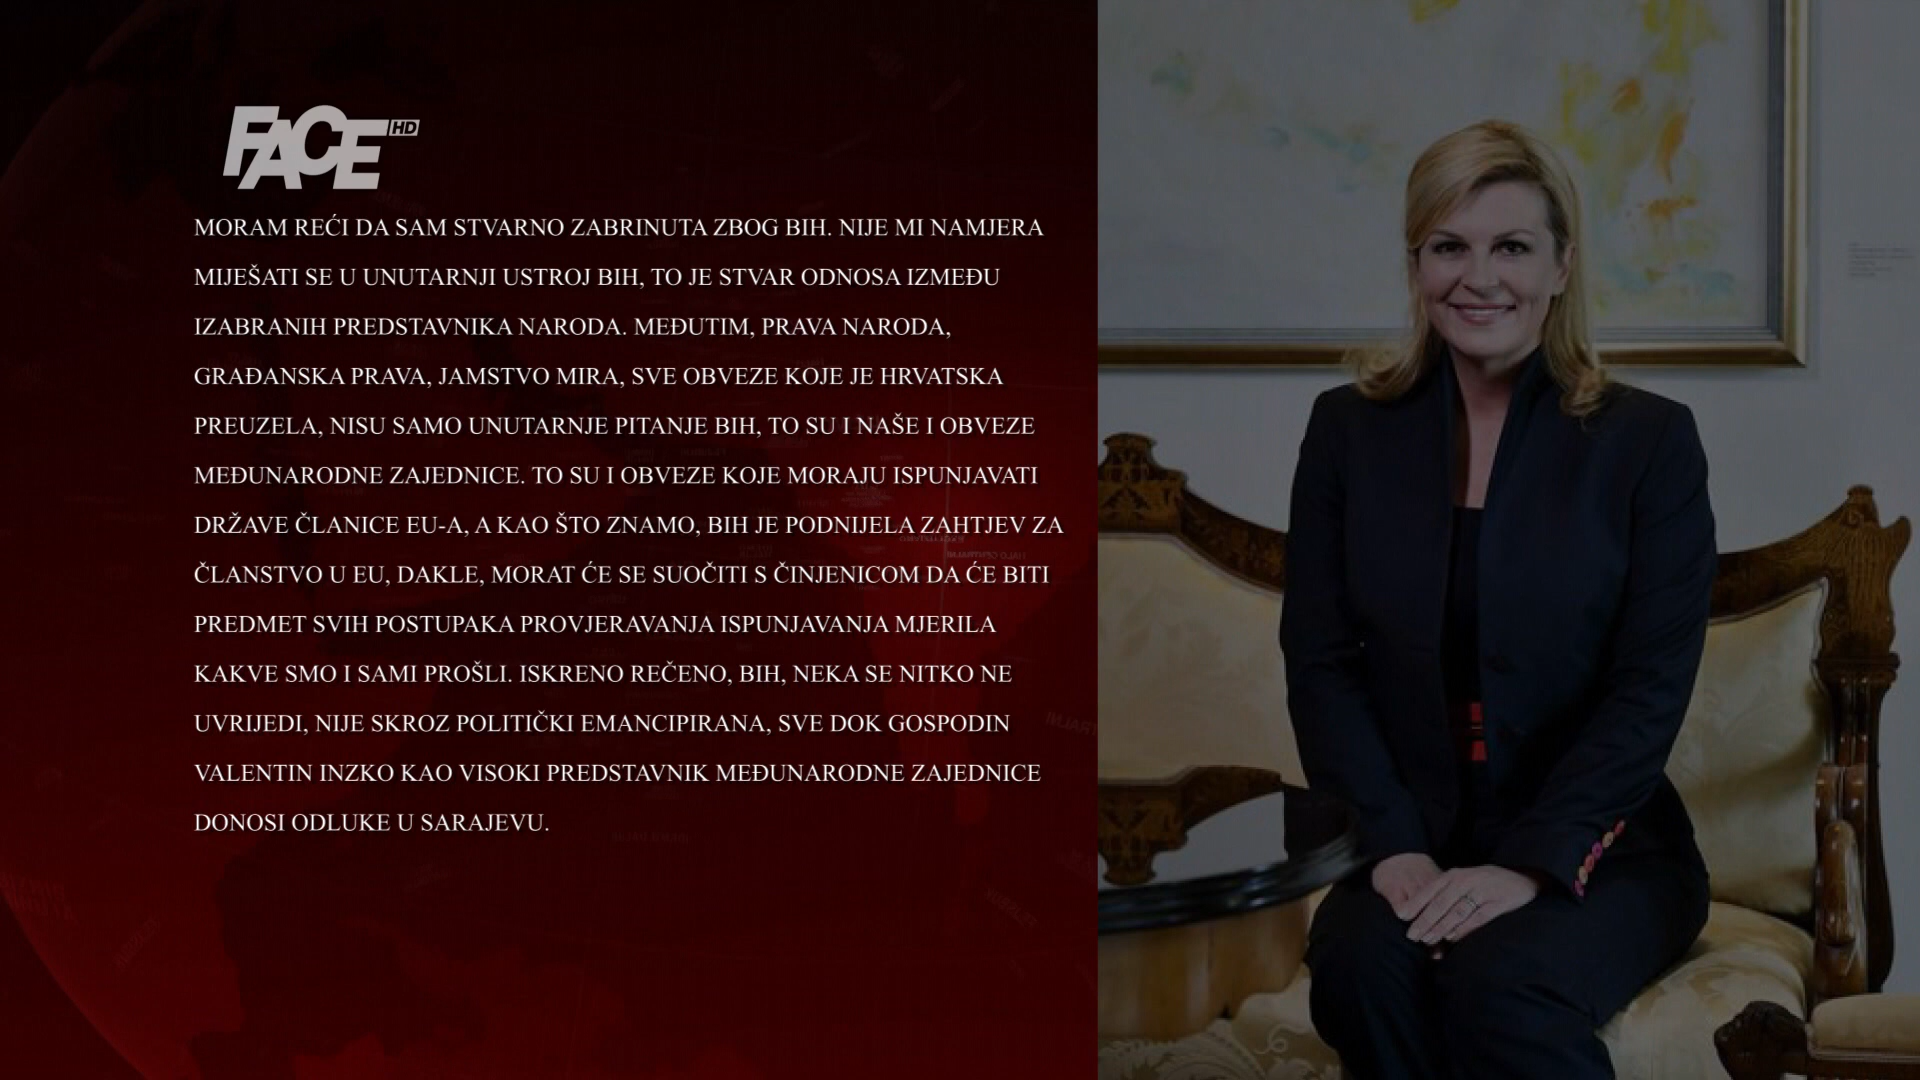 FACE HD
MORAM REĆI DA SAM STVARNO ZABRINUTA ZBOG BIH. NIJE MI NAMJERA
MIJEŠATI SE U UNUTARNJI USTROJ BIH, TO JE STVAR ODNOSA IZMEĐU
IZABRANIH PREDSTAVNIKA NARODA. MEĐUTIM, PRAVA NARODA,
GRAĐANSKA PRAVA, JAMSTVO MIRA, SVE OBVEZE KOJE JE HRVATSKA
PREUZELA, NISU SAMO UNUTARNJE PITANJE BIH, TO SU I NAŠE I OBVEZE
MEĐUNARODNE ZAJEDNICE. TO SU I OBVEZE KOJE MORAJU ISPUNJAVATI
DRŽAVE ČLANICE EU-A, A KAO ŠTO ZNAMO, BIH JE PODNIJELA ZAHTJEV ZA
ČLANSTVO U EU, DAKLE, MORAT ĆE SE SUOČITI S ČINJENICOM DA ĆE BITI
PREDMET SVIH POSTUPAKA PROVJERAVANJA ISPUNJAVANJA MJERILA
KAKVE SMO I SAMI PROŠLI. ISKRENO REČENO, BIH, NEKA SE NITKO NE
UVRIJEDI, NIJE SKROZ POLITIČKI EMANCIPIRANA, SVE DOK GOSPODIN
VALENTIN INZKO KAO VISOKI PREDSTAVNIK MEĐUNARODNE ZAJEDNICE
DONOSI ODLUKE U SARAJEVU.